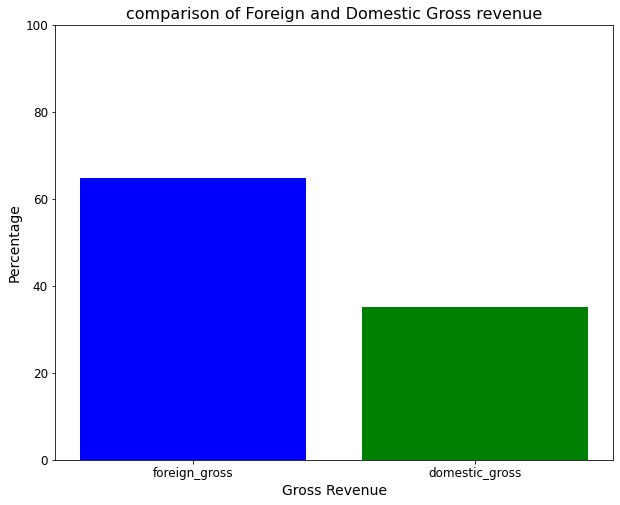 comparison of Foreign and Domestic Gross revenue
100
80
60
40
20
0
Percentage
foreign_gross
domestic_gross
Gross Revenue